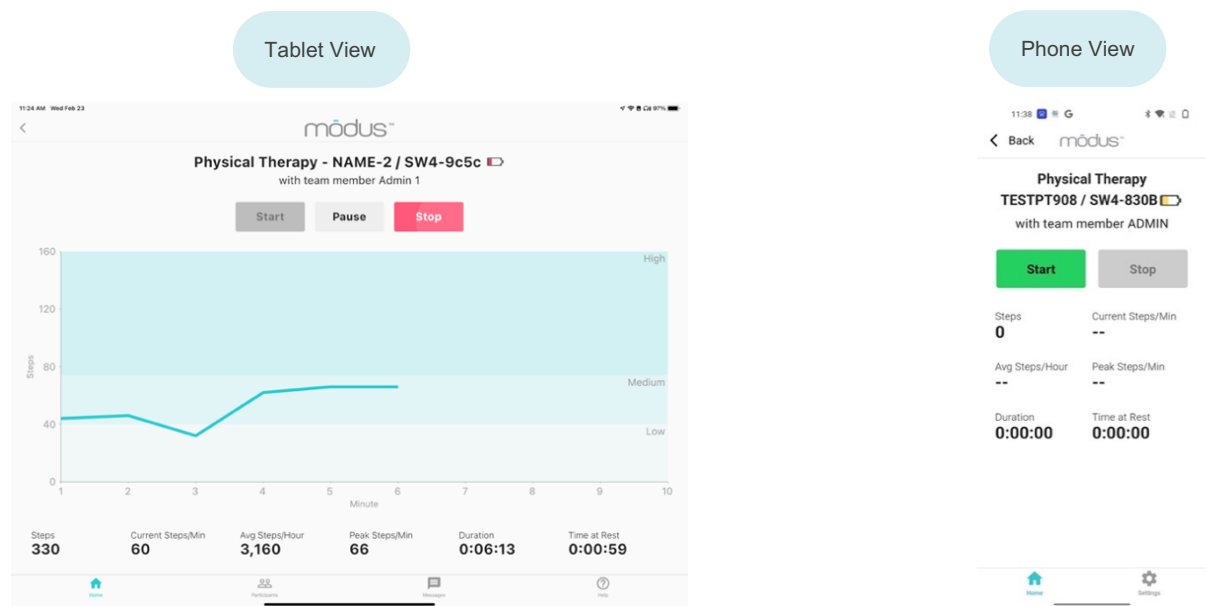 Tablet View
11:24 AM Wed Feb 23
97%
mōdus™
Physical Therapy - NAME-2 / SW4-9c5c
with team member Admin 1
Start Pause Stop
160
120
80
40
0
Steps
High
Medium
Low
1 2 3 4 5 6 7 8 9 10
Minute
Steps Current Steps/Min Avg Steps/Hour Peak Steps/Min Duration Time at Rest
330 60 3,160 66 0:06:13 0:00:59
Home Participants Messages Help
Phone View
11:38 G
Back mōdus™
Physical Therapy
TESTPT908 / SW4-830B
with team member ADMIN
Start Stop
Steps Current Steps/Min
0 --
Avg Steps/Hour Peak Steps/Min
-- --
Duration Time at Rest
0:00:00 0:00:00
Home Settings